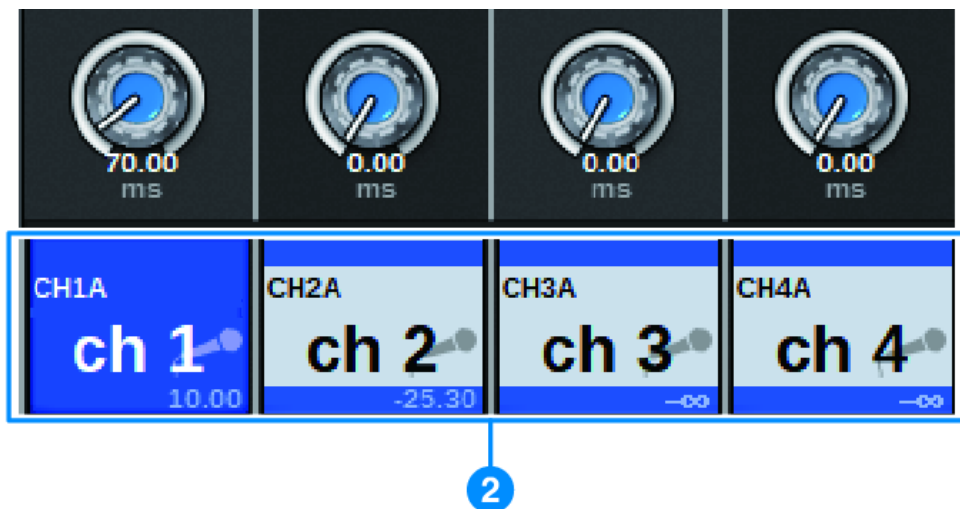 70.00 0.00 0.00 0.00
ms ms ms ms
CH1A CH2A CH3A CH4A
ch 1 ch 2 ch 3 ch 4
10.00 -25.30 -∞ -∞
2